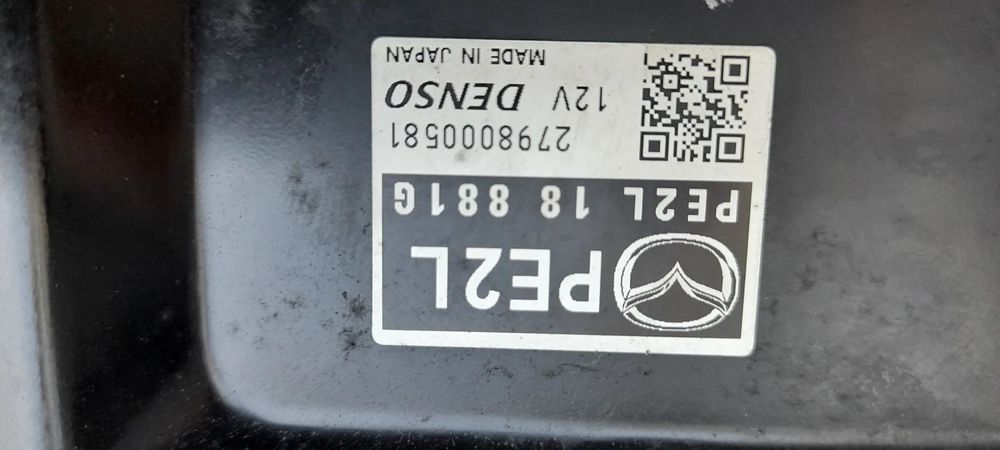 PE2L
PE2L 18 881G
2798000581
12V DENSO
MADE IN JAPAN